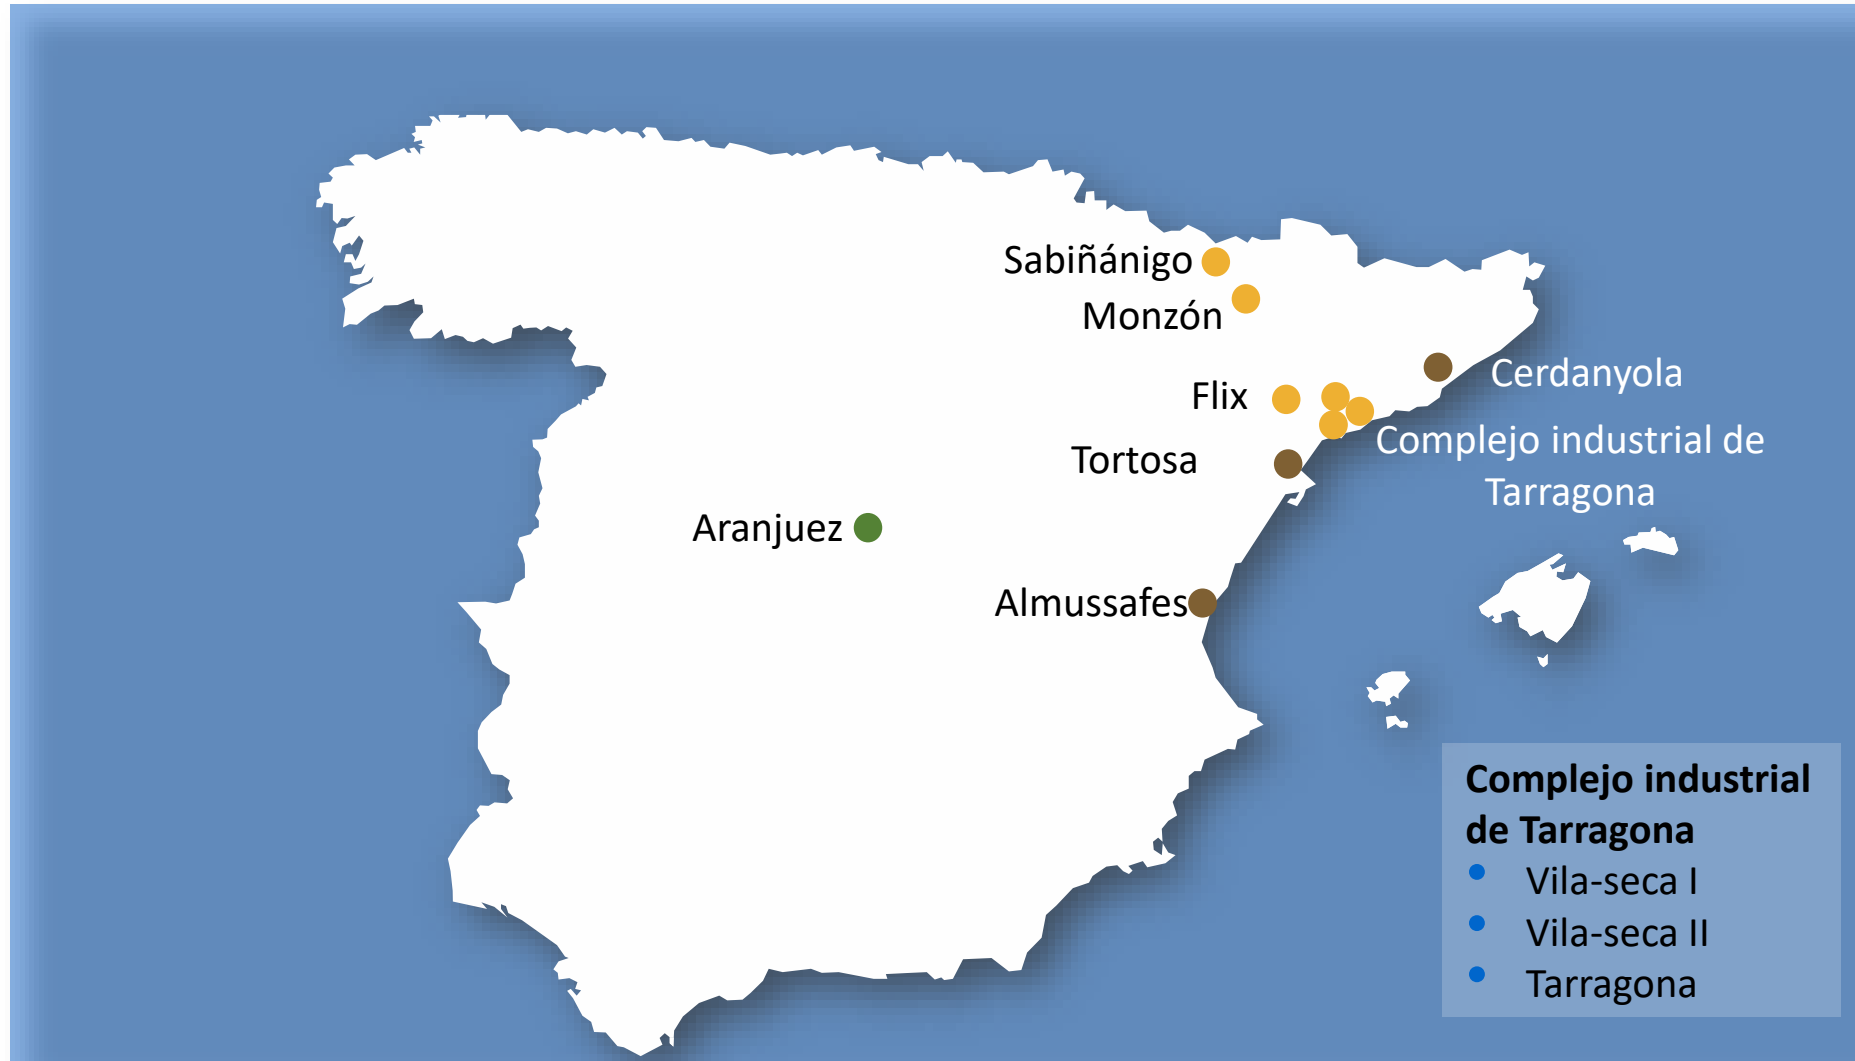 Sabiñánigo
Monzón
Cerdanyola
Flix
Complejo industrial de
Tarragona
Tortosa
Aranjuez
Almussafes
Complejo industrial
de Tarragona
• Vila-seca I
• Vila-seca II
• Tarragona